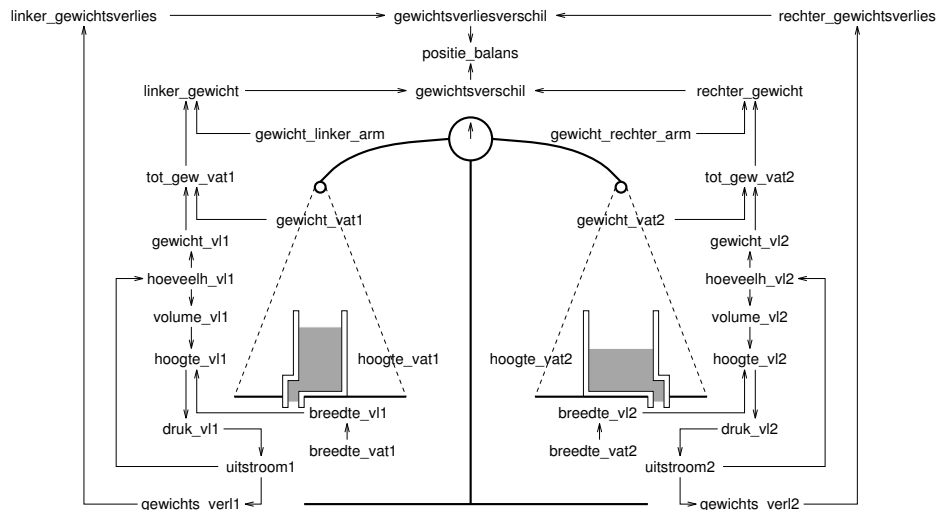 linker_gewichtsverlies gewichtsverliesverschil rechter_gewichtsverlies
positie_balans
linker_gewicht gewichtsverschil rechter_gewicht
gewicht_linker_arm gewicht_rechter_arm
tot_gew_vat1 tot_gew_vat2
gewicht_vat1 gewicht_vat2
gewicht_vl1 gewicht_vl2
hoeveelh_vl1 hoeveelh_vl2
volume_vl1 volume_vl2
hoogte_vl1 hoogte_vat1 hoogte_vat2 hoogte_vl2
breedte_vl1 breedte_vl2
druk_vl1 druk_vl2
breedte_vat1 breedte_vat2
uitstroom1 uitstroom2
gewichts_verl1 gewichts_verl2